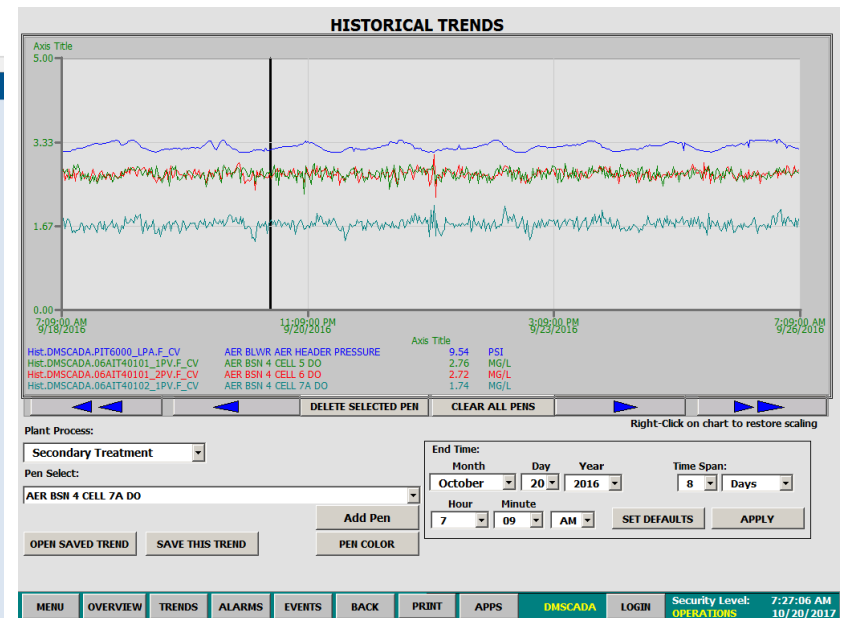 HISTORICAL TRENDS
Axis Title
5.00
3.33
1.67
0.00
7:09:00 AM 11:09:00 PM 3:09:00 PM 7:09:00 AM
9/18/2016 9/20/2016 9/23/2016 9/26/2016
Axis Title
Hist.DMSCADA.PIT6000_LPA.F_CV AER BLWR AER HEADER PRESSURE 9.54 PSI
Hist.DMSCADA.06AIT40101_1PV.F_CV AER BSN 4 CELL 5 DO 2.76 MG/L
Hist.DMSCADA.06AIT40101_2PV.F_CV AER BSN 4 CELL 6 DO 2.72 MG/L
Hist.DMSCADA.06AIT40102_1PV.F_CV AER BSN 4 CELL 7A DO 1.74 MG/L
DELETE SELECTED PEN CLEAR ALL PENS
Right-Click on chart to restore scaling
Plant Process:
Secondary Treatment
Pen Select:
AER BSN 4 CELL 7A DO
Add Pen
OPEN SAVED TREND SAVE THIS TREND PEN COLOR
End Time:
Month Day Year Time Span:
October 20 2016 8 Days
Hour Minute
7 09 AM SET DEFAULTS APPLY
MENU OVERVIEW TRENDS ALARMS EVENTS BACK PRINT APPS DMSCADA LOGIN Security Level: 7:27:06 AM
OPERATIONS 10/20/2017